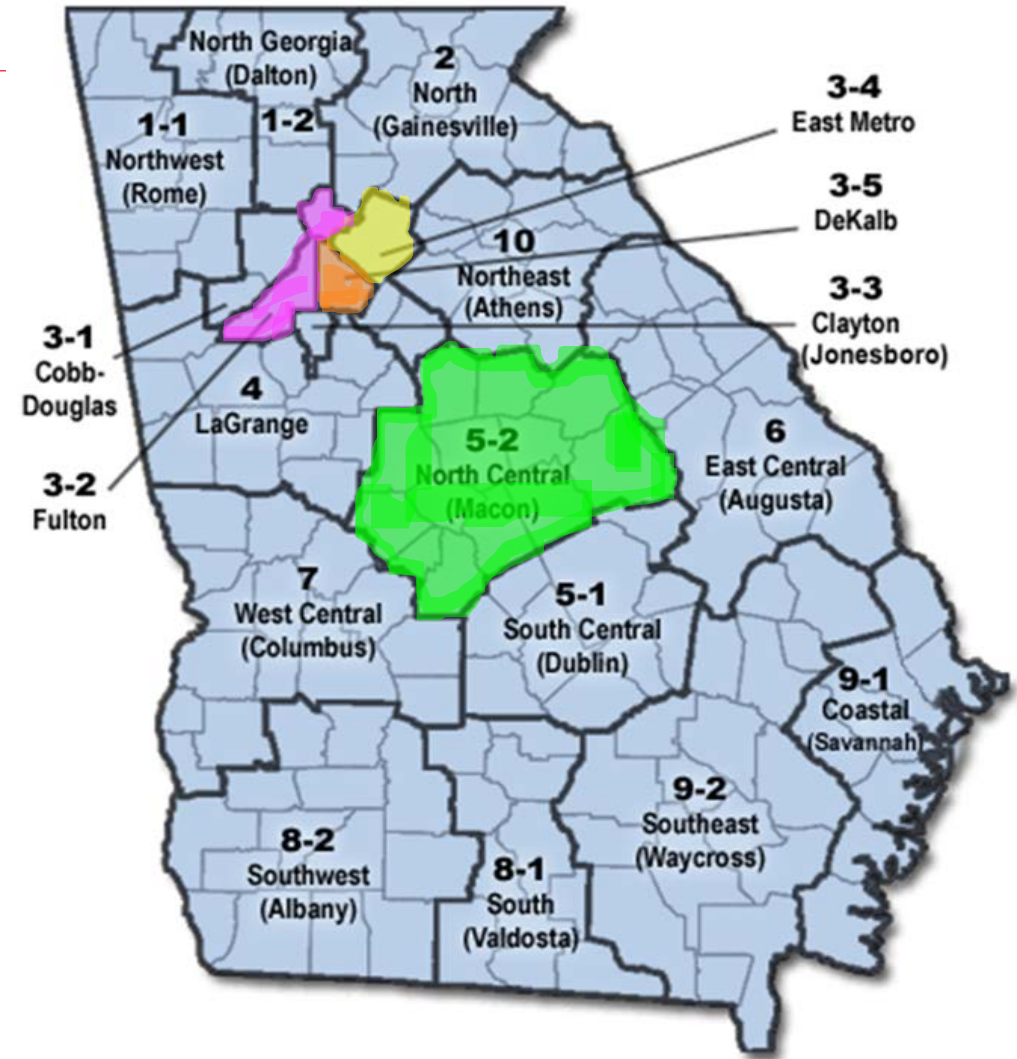 North Georgia
(Dalton)
1-2
2
North
(Gainesville)
1-1
Northwest
(Rome)
3-4
East Metro
3-5
DeKalb
10
Northeast
(Athens)
3-3
Clayton
(Jonesboro)
3-1
Cobb-
Douglas
4
LaGrange
3-2
Fulton
5-2
North Central
(Macon)
6
East Central
(Augusta)
7
West Central
(Columbus)
5-1
South Central
(Dublin)
9-1
Coastal
(Savannah)
9-2
Southeast
(Waycross)
8-2
Southwest
(Albany)
8-1
South
(Valdosta)